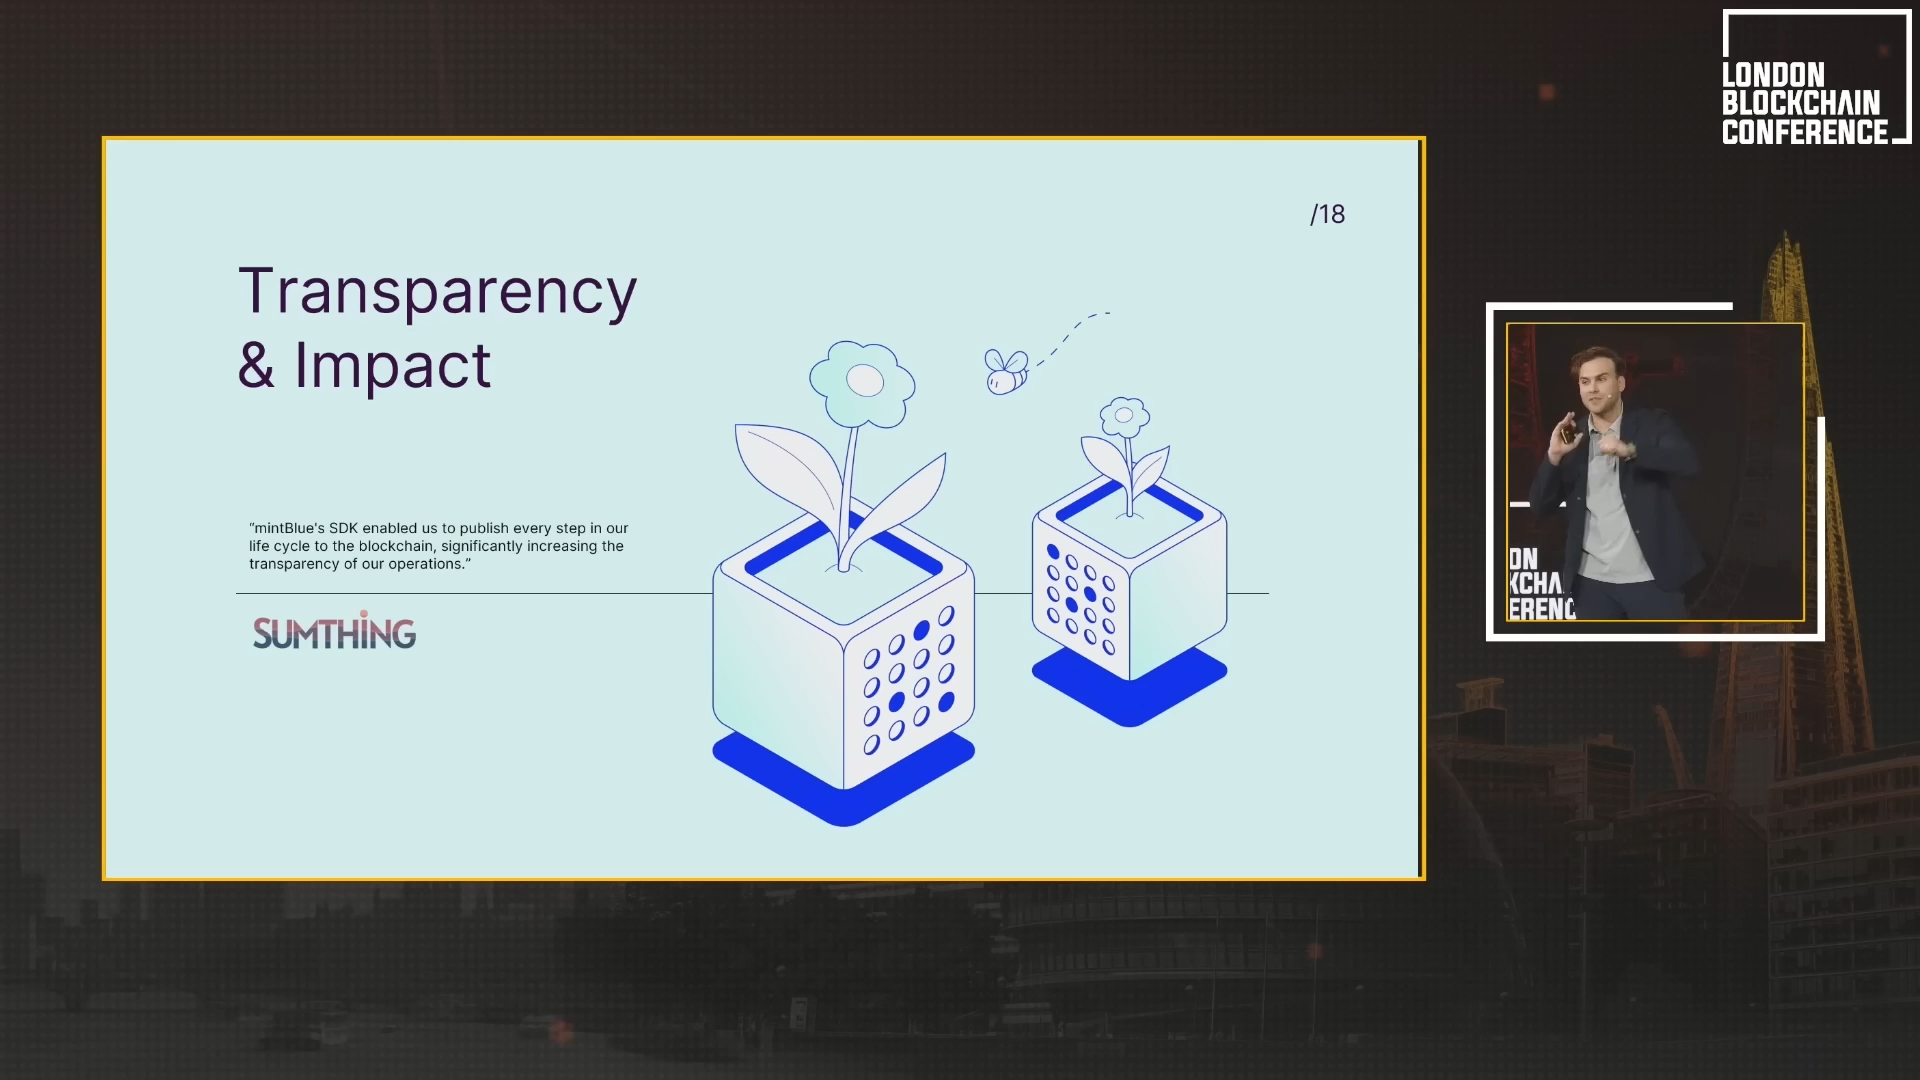 LONDON
BLOCKCHAIN
CONFERENCE
/18
Transparency
& Impact
"mintBlue's SDK enabled us to publish every step in our
life cycle to the blockchain, significantly increasing the
transparency of our operations.”
SUMTHING
ON
KCHA
ERENC